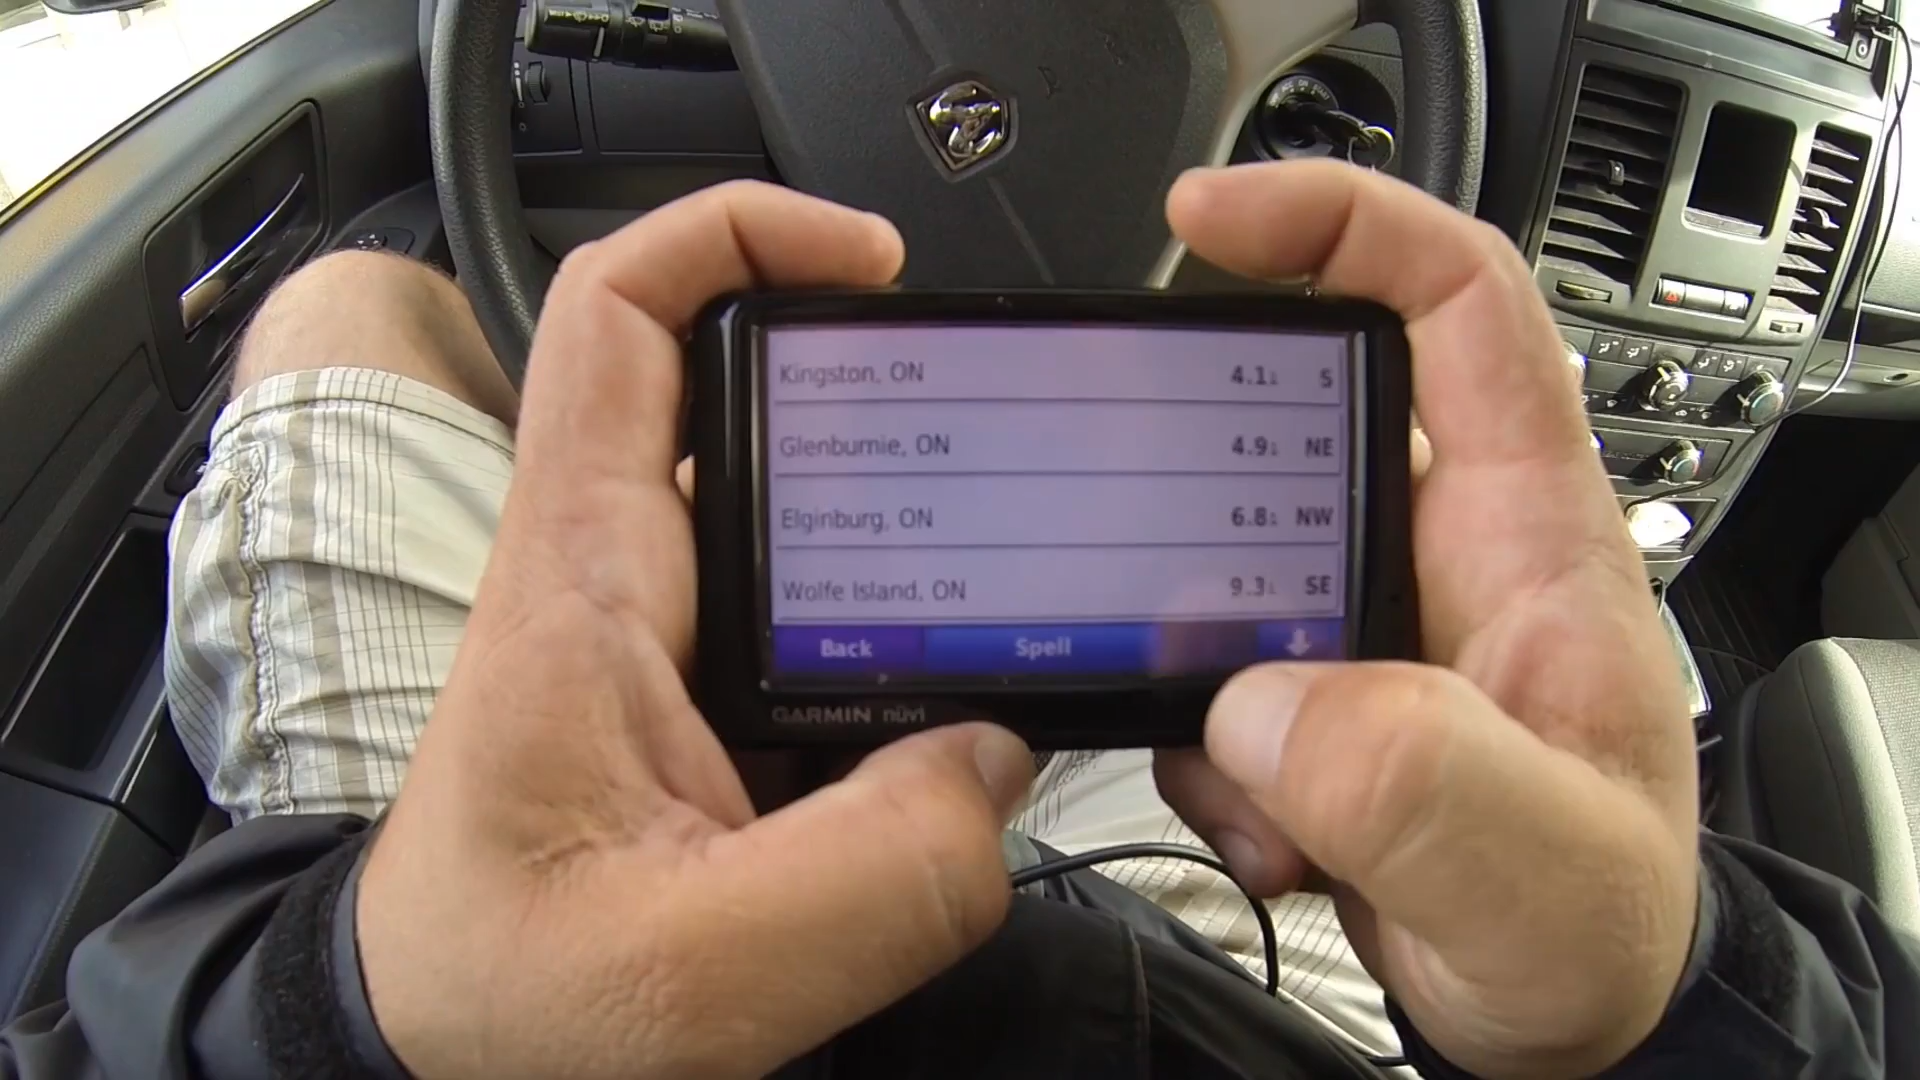 Kingston, ON 4.1 S
Glenburnie, ON 4.9 NE
Elginburg, ON 6.8 NW
Wolfe Island, ON 9.3 SE
Back Spell
GARMIN nüvi